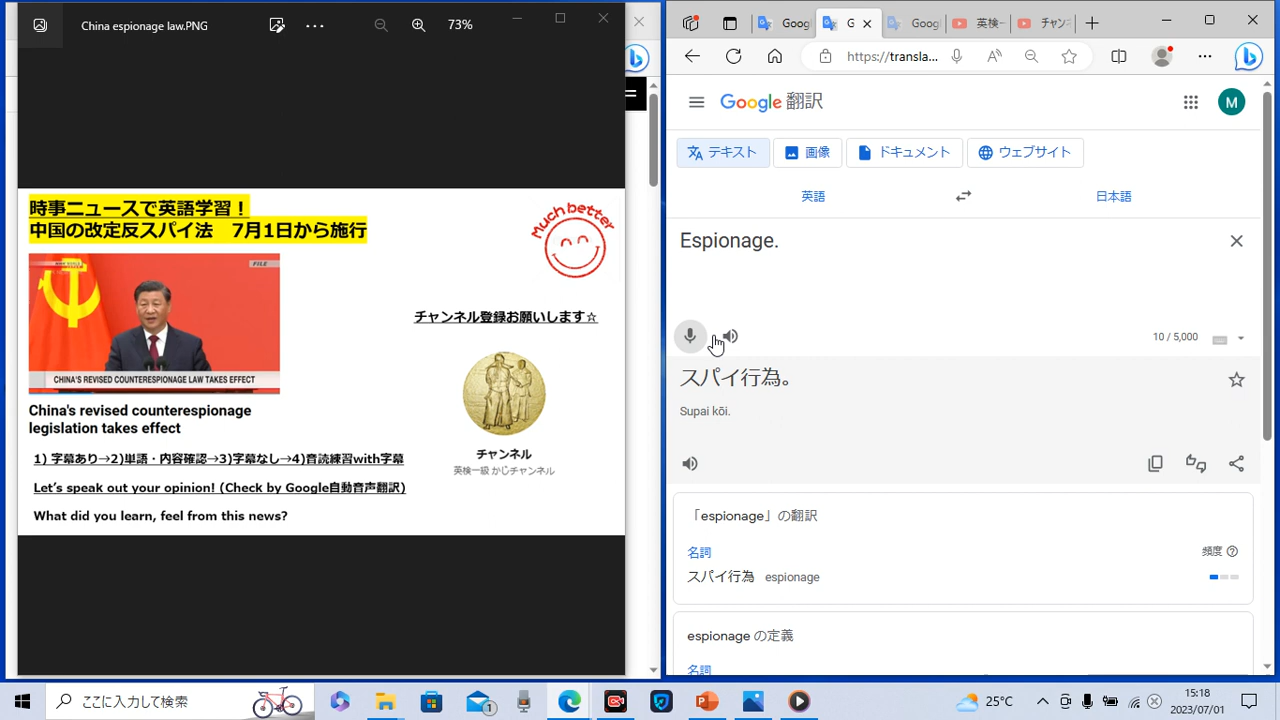 China espionage law.PNG
73%
時事ニュースで英語学習！
中国の改定反スパイ法　7月1日から施行
Much better
FILE
CHINA'S REVISED COUNTERESPIONAGE LAW TAKES EFFECT
チャンネル登録お願いします☆
China's revised counterespionage
legislation takes effect
チャンネル
英検一級 かじチャンネル
1) 字幕あり→2)単語・内容確認→3)字幕なし→4)音読練習with字幕
Let's speak out your opinion! (Check by Google自動音声翻訳)
What did you learn, feel from this news?
Goog
G
Goog
英検一
チャン
https://transla...
Google 翻訳
M
テキスト
画像
ドキュメント
ウェブサイト
英語
日本語
Espionage.
10 / 5,000
スパイ行為。
Supai kōi.
「espionage」の翻訳
名詞
頻度
スパイ行為 espionage
espionage の定義
名詞
ここに入力して検索
1
25°C
15:18
2023/07/01